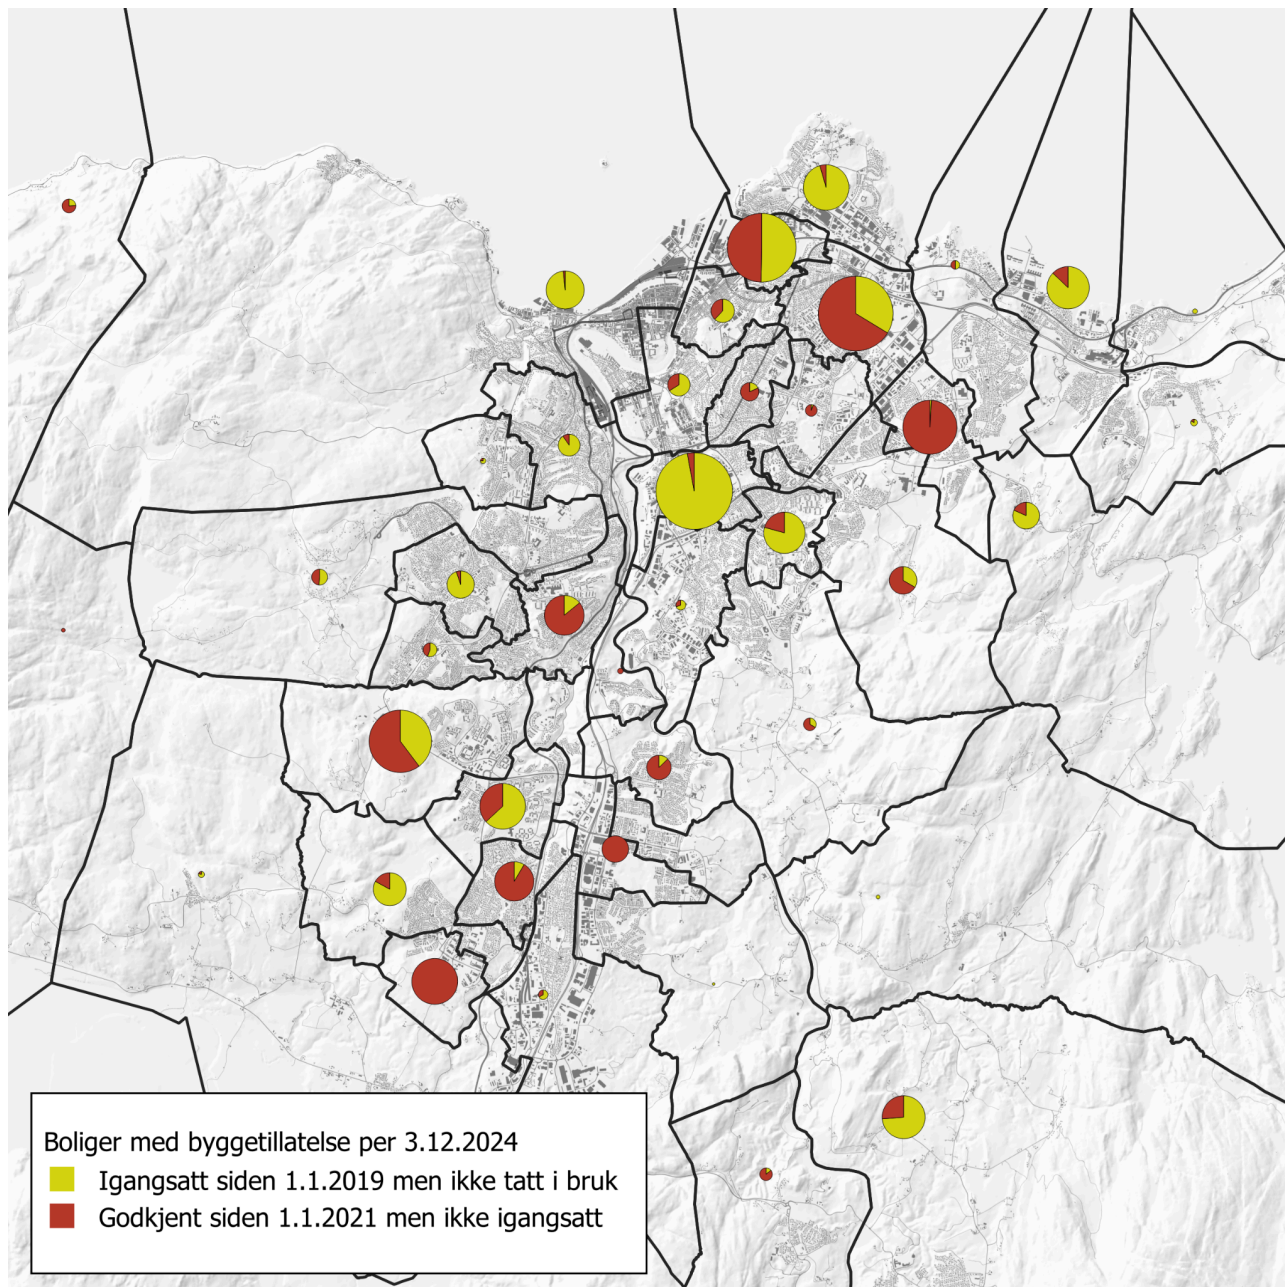 Boliger med byggetillatelse per 3.12.2024
Igangsatt siden 1.1.2019 men ikke tatt i bruk
Godkjent siden 1.1.2021 men ikke igangsatt